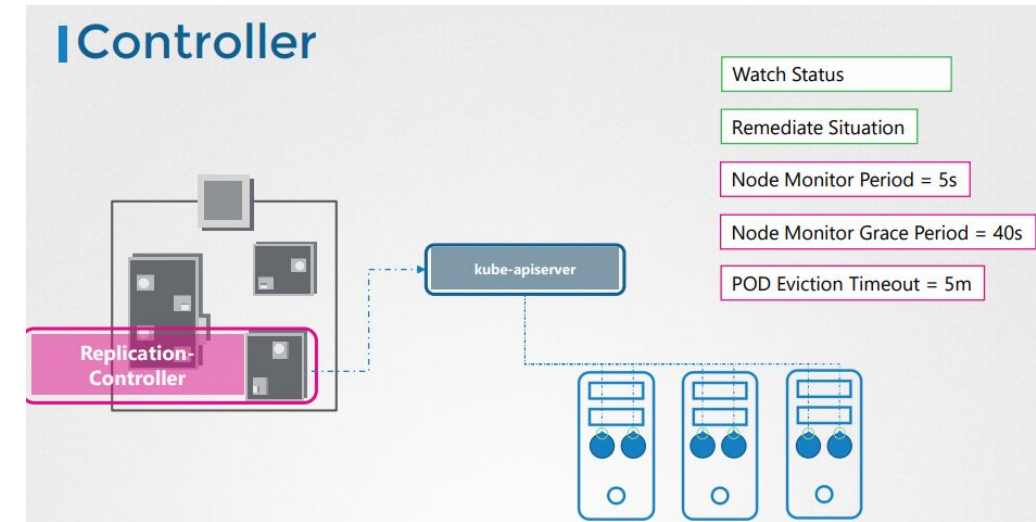 Controller
Watch Status
Remediate Situation
Node Monitor Period = 5s
Node Monitor Grace Period = 40s
POD Eviction Timeout = 5m
kube-apiserver
Replication-
Controller